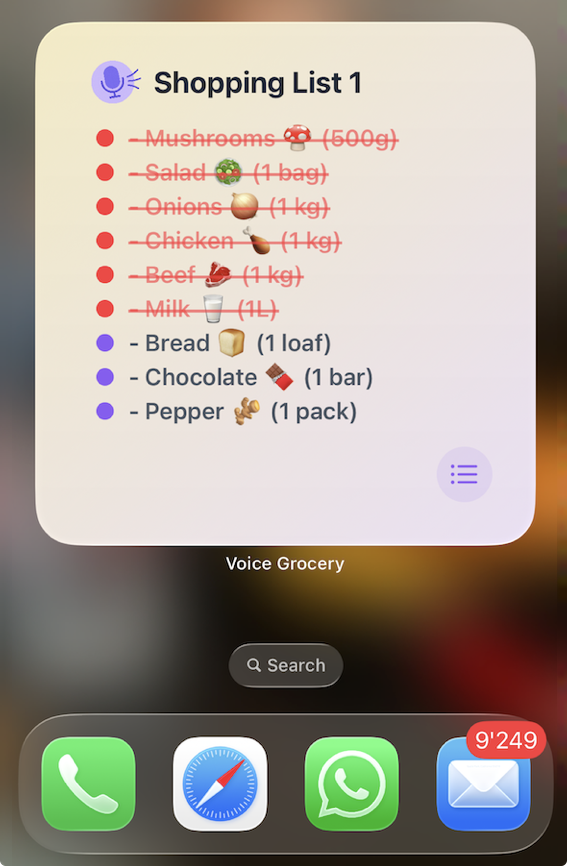 Shopping List 1
- Mushrooms 🍄 (500g)
- Salad 🥗 (1 bag)
- Onions 🧅 (1 kg)
- Chicken 🍗 (1 kg)
- Beef 🥩 (1 kg)
- Milk 🥛 (1L)
- Bread 🍞 (1 loaf)
- Chocolate 🍫 (1 bar)
- Pepper 🫚 (1 pack)
Voice Grocery
Search
9'249